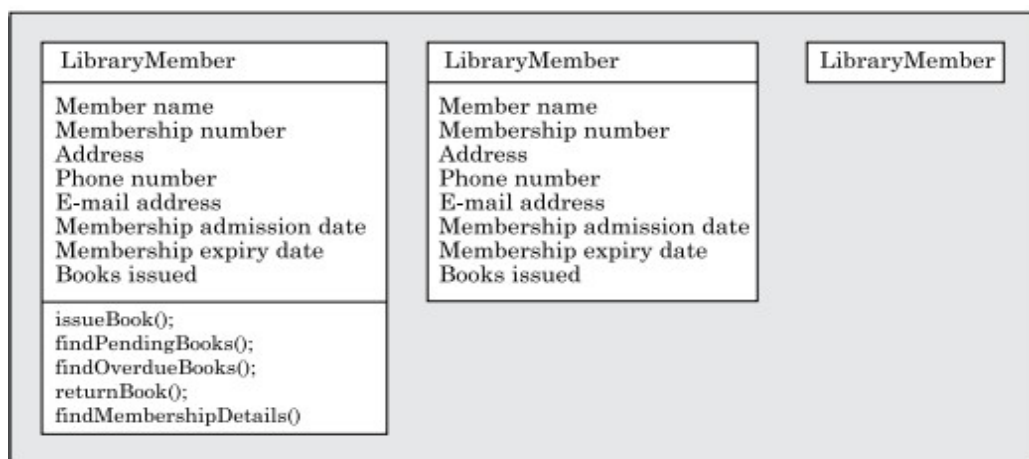 LibraryMember
Member name
Membership number
Address
Phone number
E-mail address
Membership admission date
Membership expiry date
Books issued
issueBook();
findPendingBooks();
findOverdueBooks();
returnBook();
findMembershipDetails()
LibraryMember
Member name
Membership number
Address
Phone number
E-mail address
Membership admission date
Membership expiry date
Books issued
LibraryMember